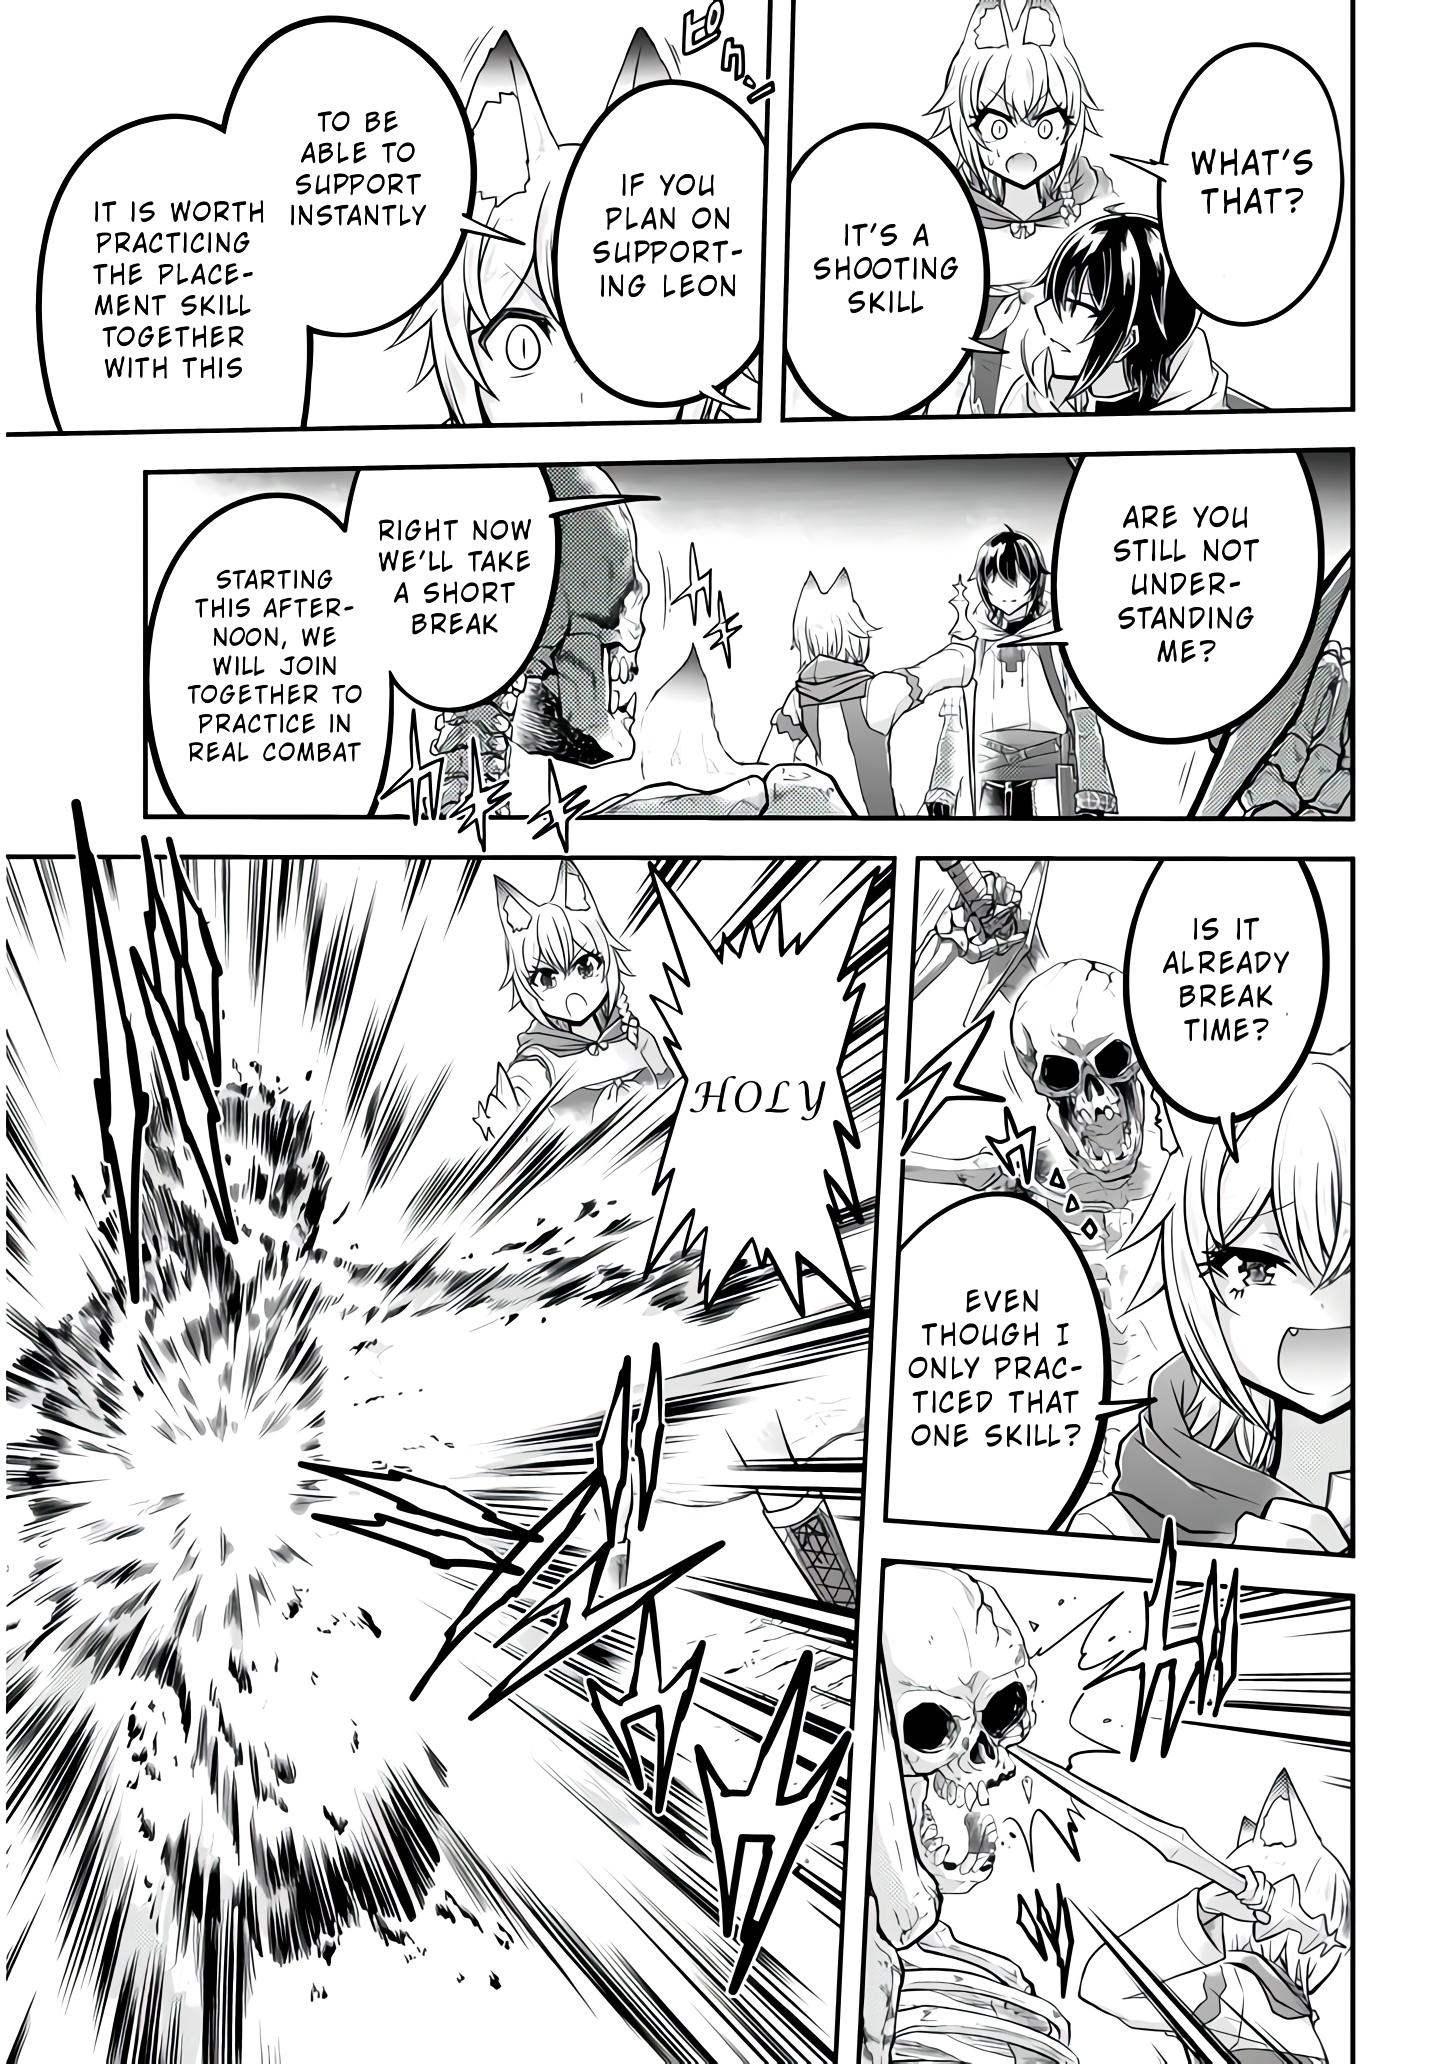 WHAT'S
THAT?
IT'S A
SHOOTING
SKILL
ピクッ
IF YOU
PLAN ON
SUPPORT-
ING LEON
TO BE
ABLE TO
SUPPORT
INSTANTLY
IT IS WORTH
PRACTICING
THE PLACE-
MENT SKILL
TOGETHER
WITH THIS
ARE YOU
STILL NOT
UNDER-
STANDING
ME?
RIGHT NOW
WE'LL TAKE
A SHORT
BREAK
STARTING
THIS AFTER-
NOON, WE
WILL JOIN
TOGETHER TO
PRACTICE IN
REAL COMBAT
IS IT
ALREADY
BREAK
TIME?
EVEN
THOUGH I
ONLY PRAC-
TICED THAT
ONE SKILL?
HOLY